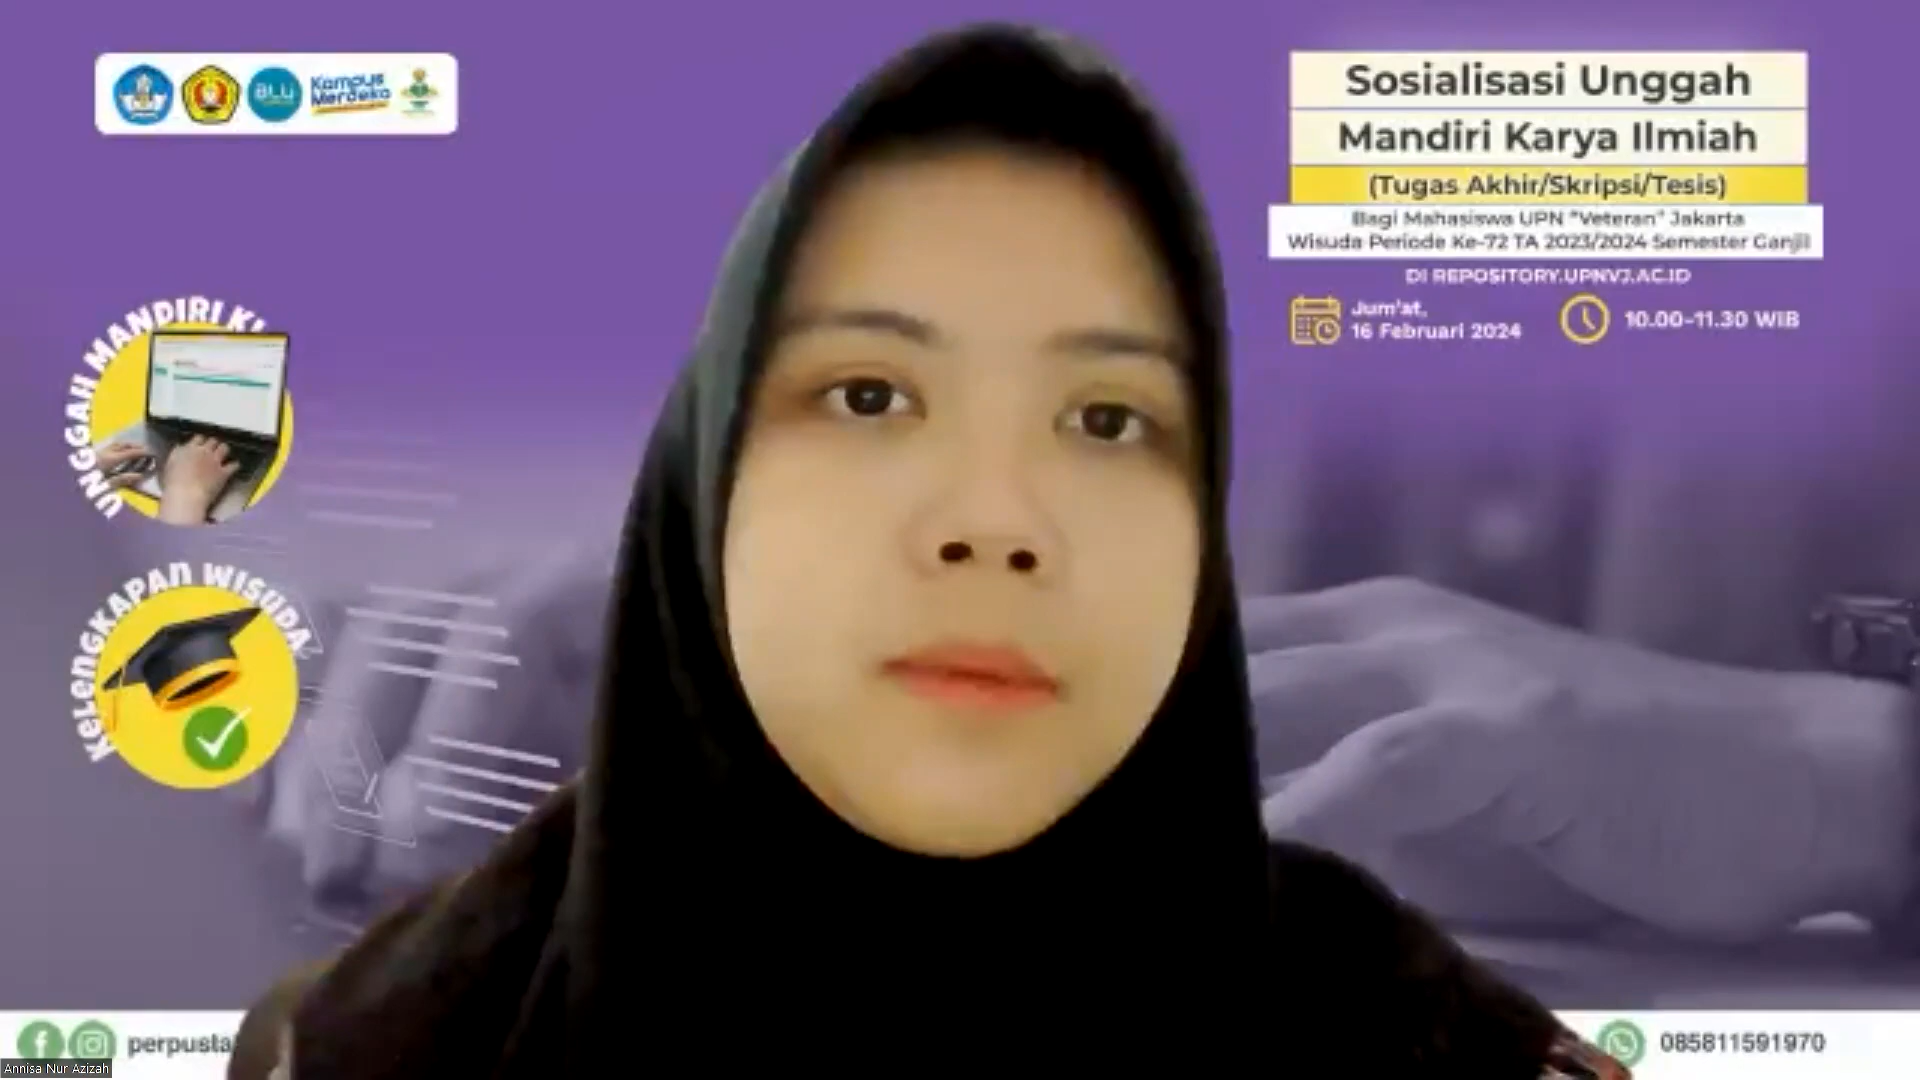 BLU
Kampus
Merdeka
Sosialisasi Unggah
Mandiri Karya Ilmiah
(Tugas Akhir/Skripsi/Tesis)
Bagi Mahasiswa UPN "Veteran" Jakarta
Wisuda Periode Ke-72 TA 2023/2024 Semester Ganjil
DI REPOSITORY.UPNVJ.AC.ID
Jum'at,
16 Februari 2024
10.00-11.30 WIB
UNGGAH MANDIRI KI
KELENGKAPAN WISUDA
perpusta
085811591970
Annisa Nur Azizah